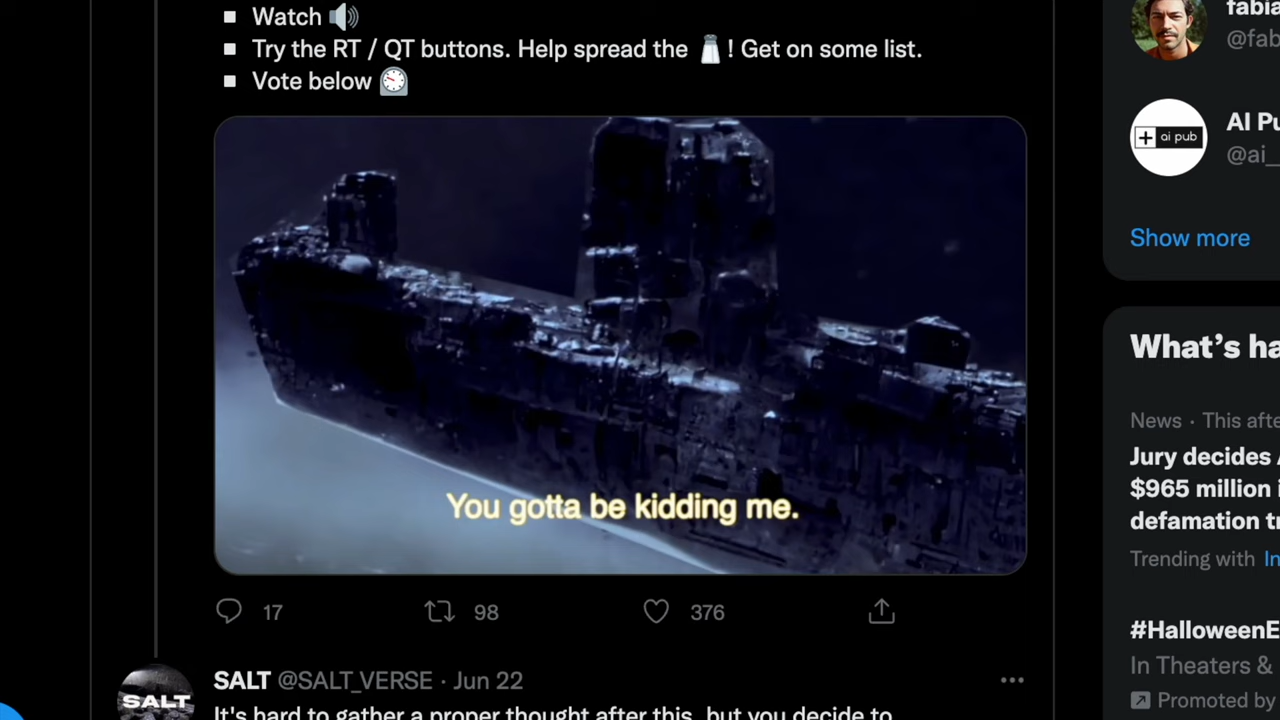 Watch
Try the RT / QT buttons. Help spread the ! Get on some list.
Vote below
You gotta be kidding me.
17 98 376
SALT @SALT_VERSE · Jun 22
SALT
It's hard to gather a proper thought after this, but you decide to
@fab
ai pub
AI Pu
@ai_
Show more
What's ha
News · This afte
Jury decides
$965 million i
defamation tr
Trending with In
#HalloweenE
In Theaters &
Promoted by